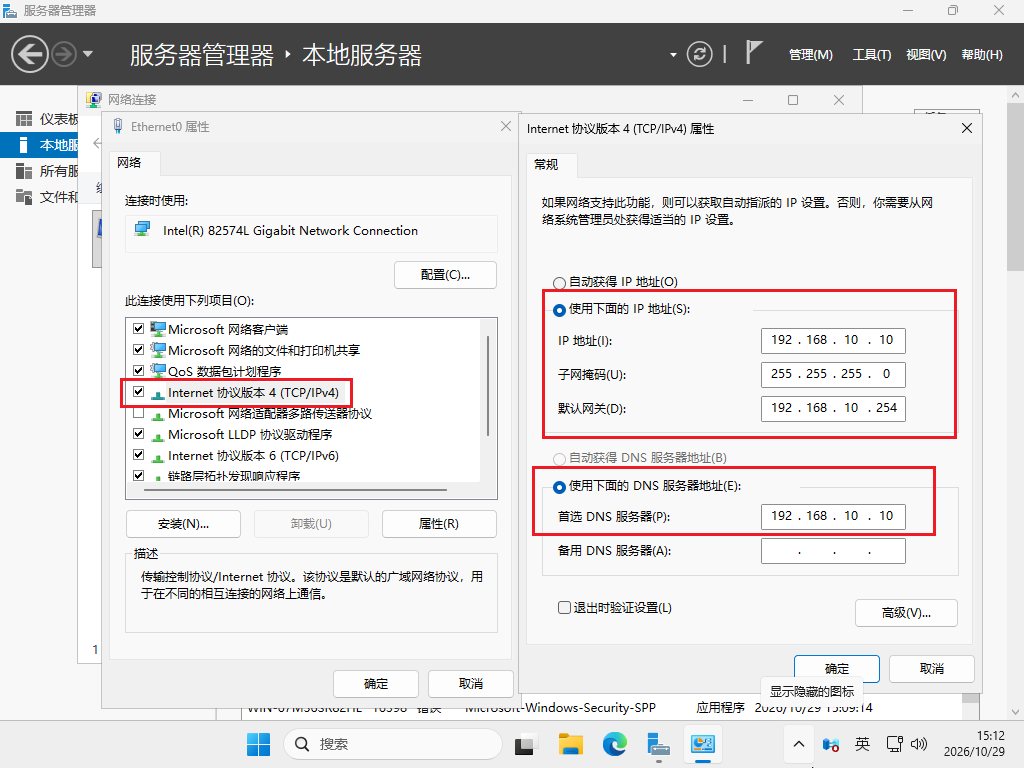 服务器管理器
服务器管理器 ‣ 本地服务器
管理(M) 工具(T) 视图(V) 帮助(H)
仪表板
本地服
所有服
文件和
网络连接
Ethernet0 属性
网络
连接时使用:
Intel(R) 82574L Gigabit Network Connection
配置(C)...
此连接使用下列项目(O):
Microsoft 网络客户端
Microsoft 网络的文件和打印机共享
QoS 数据包计划程序
Internet 协议版本 4 (TCP/IPv4)
Microsoft 网络适配器多路传送器协议
Microsoft LLDP 协议驱动程序
Internet 协议版本 6 (TCP/IPv6)
链路层拓扑发现响应程序
安装(N)... 卸载(U) 属性(R)
描述
传输控制协议/Internet 协议。该协议是默认的广域网络协议，用
于在不同的相互连接的网络上通信。
确定 取消
1
Internet 协议版本 4 (TCP/IPv4) 属性
常规
如果网络支持此功能，则可以获取自动指派的 IP 设置。否则，你需要从网
络系统管理员处获得适当的 IP 设置。
自动获得 IP 地址(O)
使用下面的 IP 地址(S):
IP 地址(I): 192 . 168 . 10 . 10
子网掩码(U): 255 . 255 . 255 . 0
默认网关(D): 192 . 168 . 10 . 254
自动获得 DNS 服务器地址(B)
使用下面的 DNS 服务器地址(E):
首选 DNS 服务器(P): 192 . 168 . 10 . 10
备用 DNS 服务器(A): . . .
退出时验证设置(L)
高级(V)...
确定 取消
显示隐藏的图标
Microsoft-Windows-Security-SPP 应用程序 2026/10/29 15:09:14
搜索
英
15:12
2026/10/29